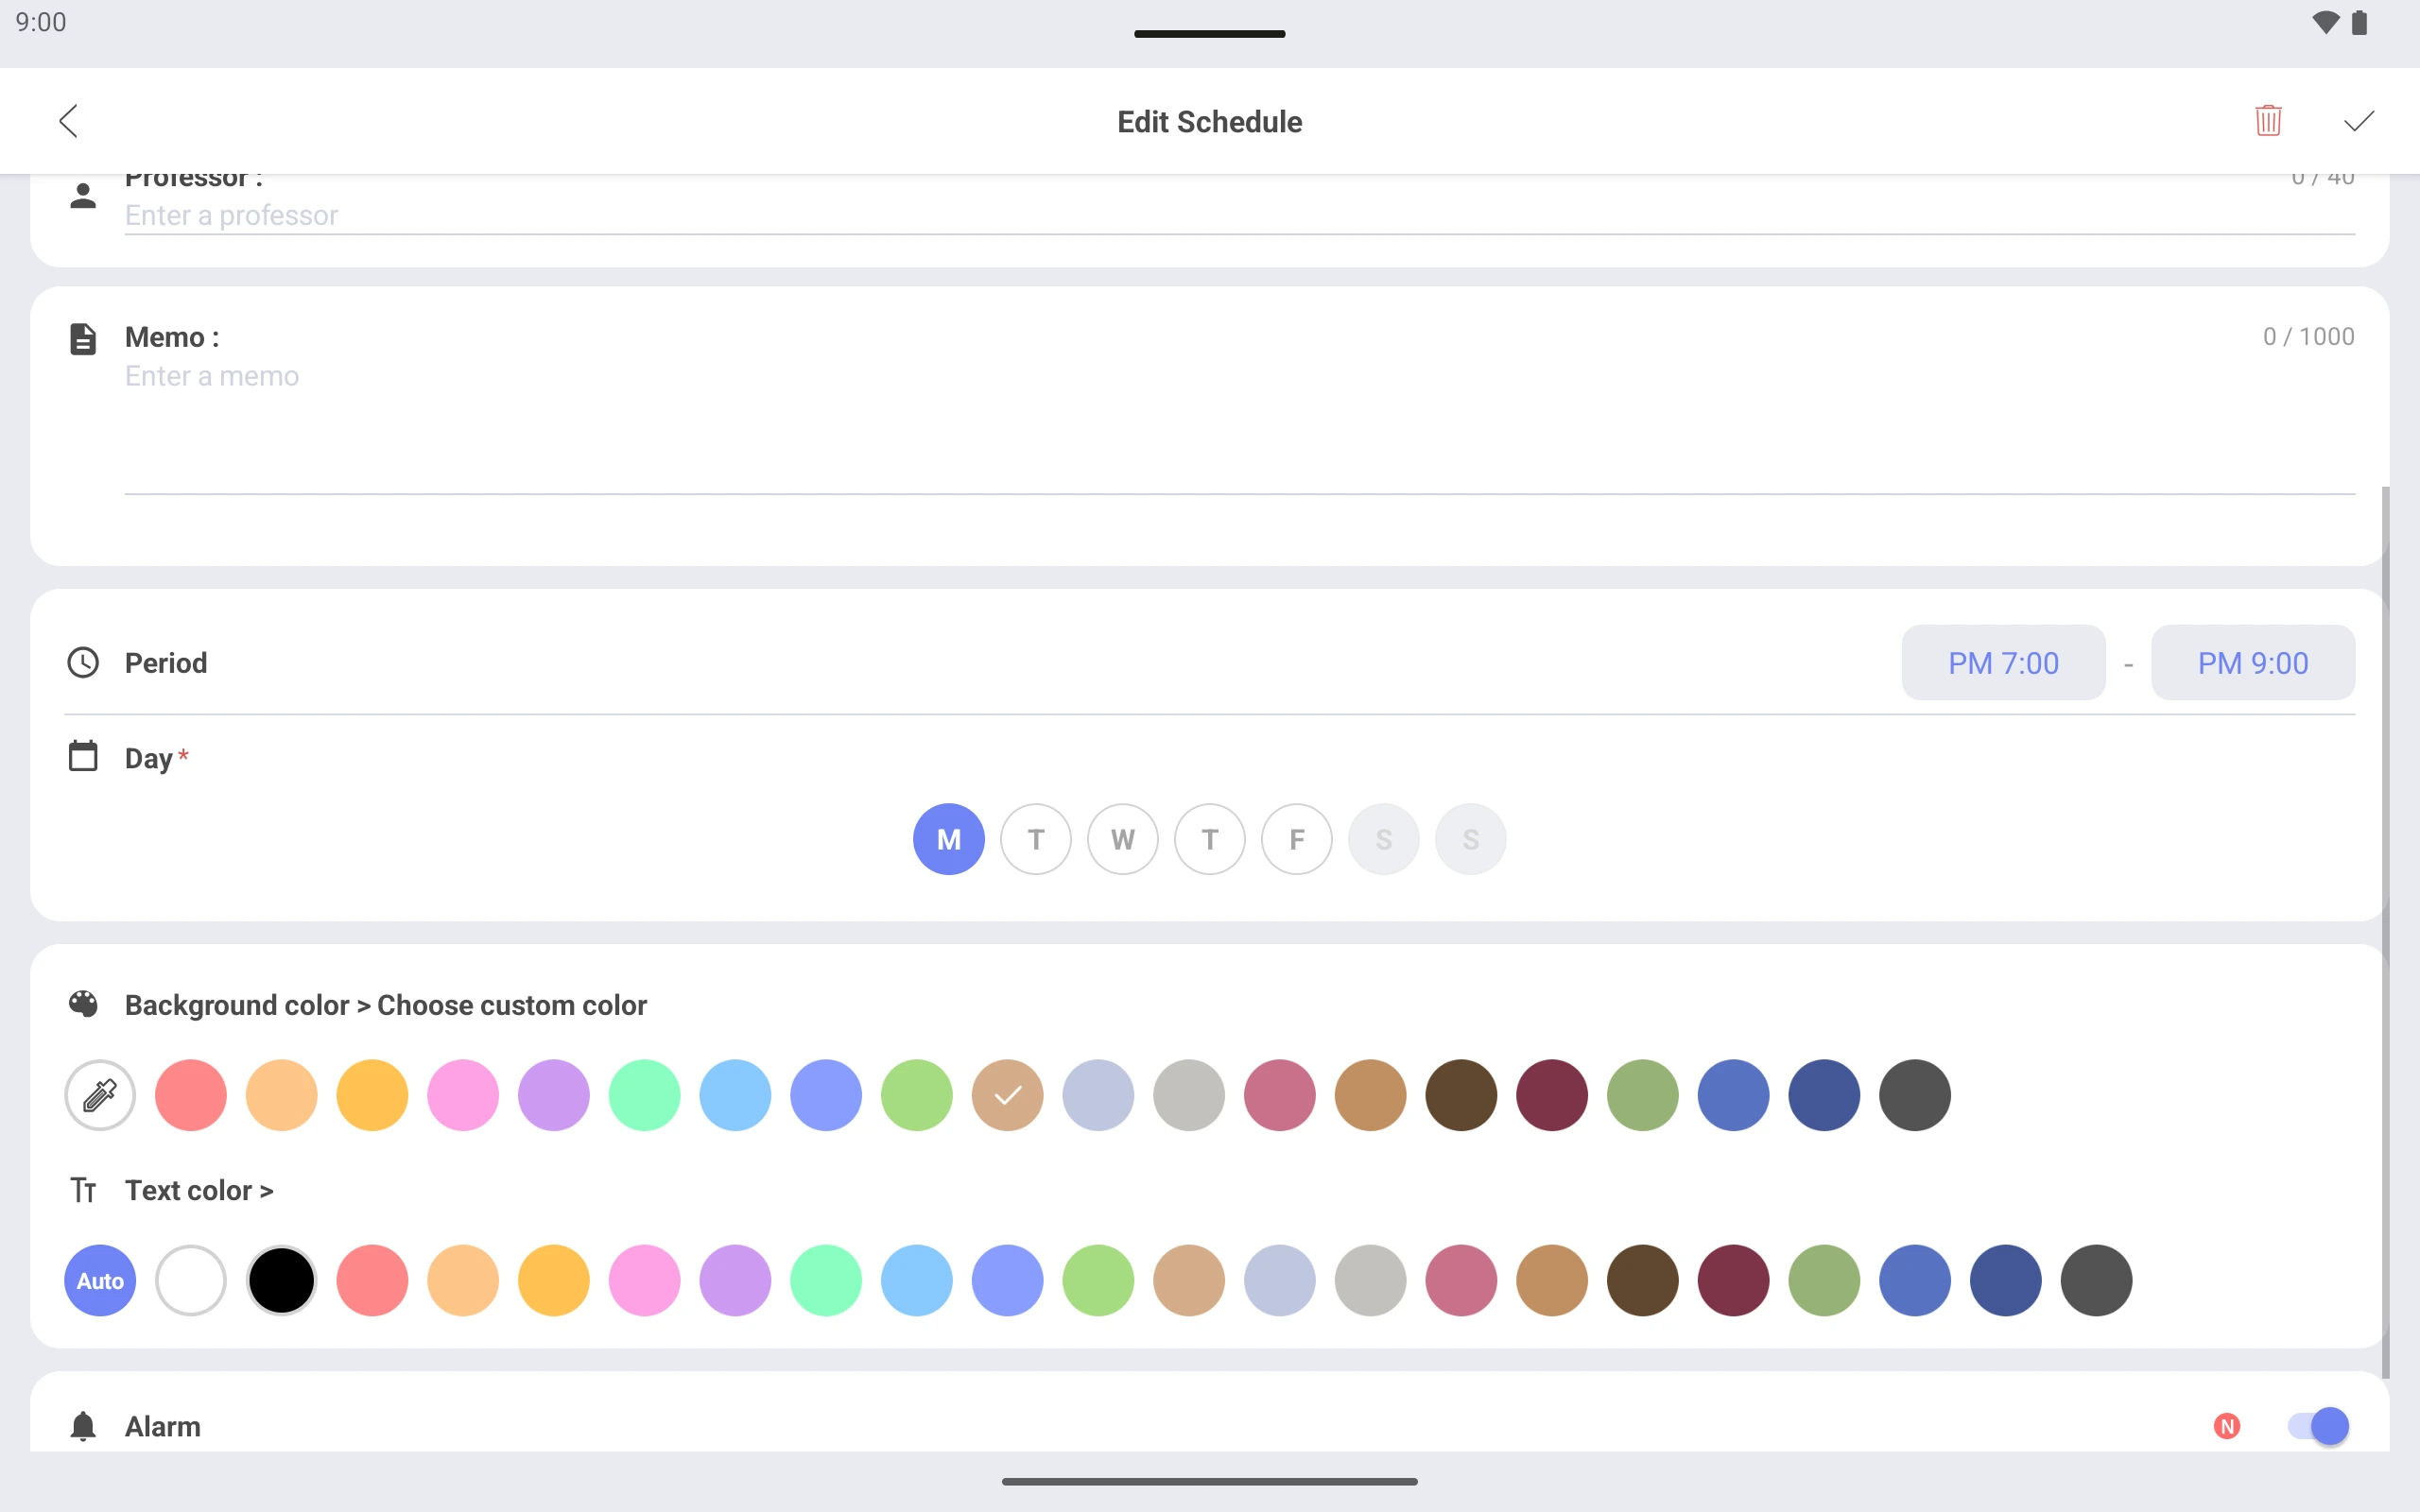 9:00
Edit Schedule
Professor :
0 / 40
Enter a professor
Memo :
0 / 1000
Enter a memo
Period
PM 7:00 - PM 9:00
Day *
M T W T F S S
Background color > Choose custom color
Text color >
Auto
Alarm
N